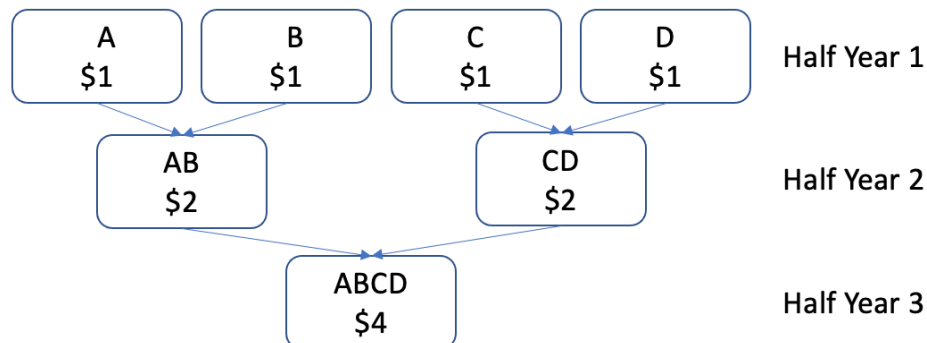 A
$1
B
$1
C
$1
D
$1
Half Year 1
AB
$2
CD
$2
Half Year 2
ABCD
$4
Half Year 3